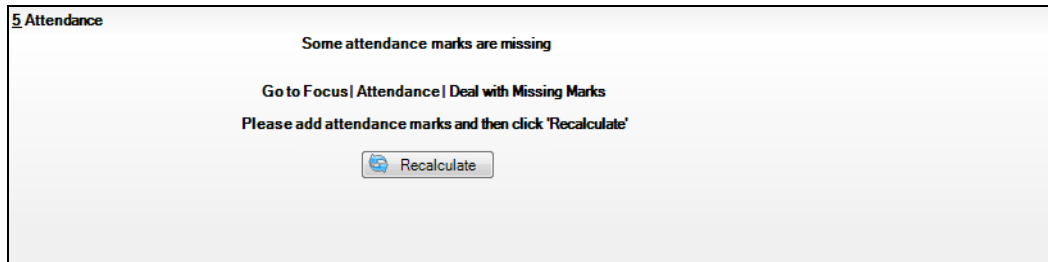 5 Attendance
Some attendance marks are missing
Go to Focus | Attendance | Deal with Missing Marks
Please add attendance marks and then click 'Recalculate'
Recalculate